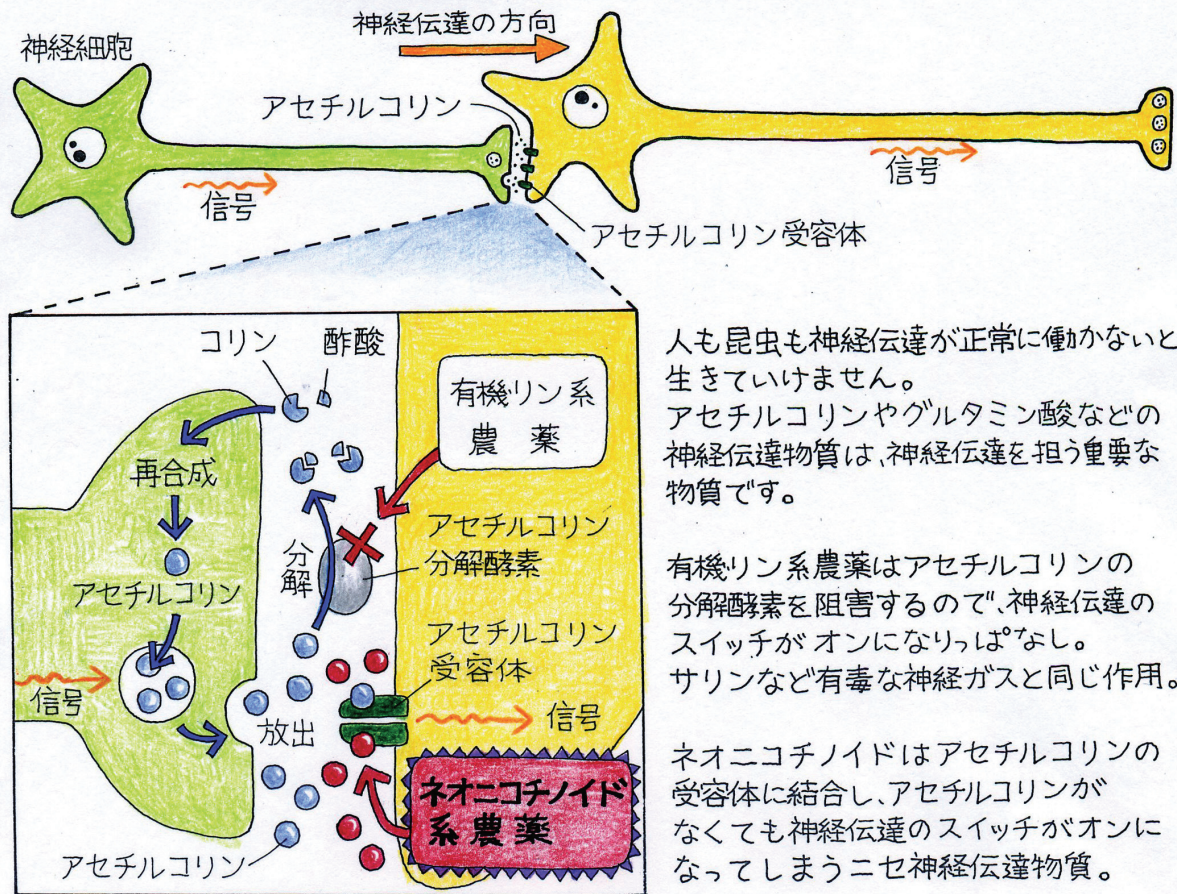 神経伝達の方向
神経細胞
アセチルコリン
信号
信号
アセチルコリン受容体
コリン
酢酸
有機リン系
農薬
再合成
アセチルコリン
分解
アセチルコリン
分解酵素
アセチルコリン
受容体
信号
放出
信号
ネオニコチノイド
系農薬
アセチルコリン
人も昆虫も神経伝達が正常に働かないと
生きていけません。
アセチルコリンやグルタミン酸などの
神経伝達物質は、神経伝達を担う重要な
物質です。
有機リン系農薬はアセチルコリンの
分解酵素を阻害するので、神経伝達の
スイッチがオンになりっぱなし。
サリンなど有毒な神経ガスと同じ作用。
ネオニコチノイドはアセチルコリンの
受容体に結合し、アセチルコリンが
なくても神経伝達のスイッチがオンに
なってしまうニセ神経伝達物質。